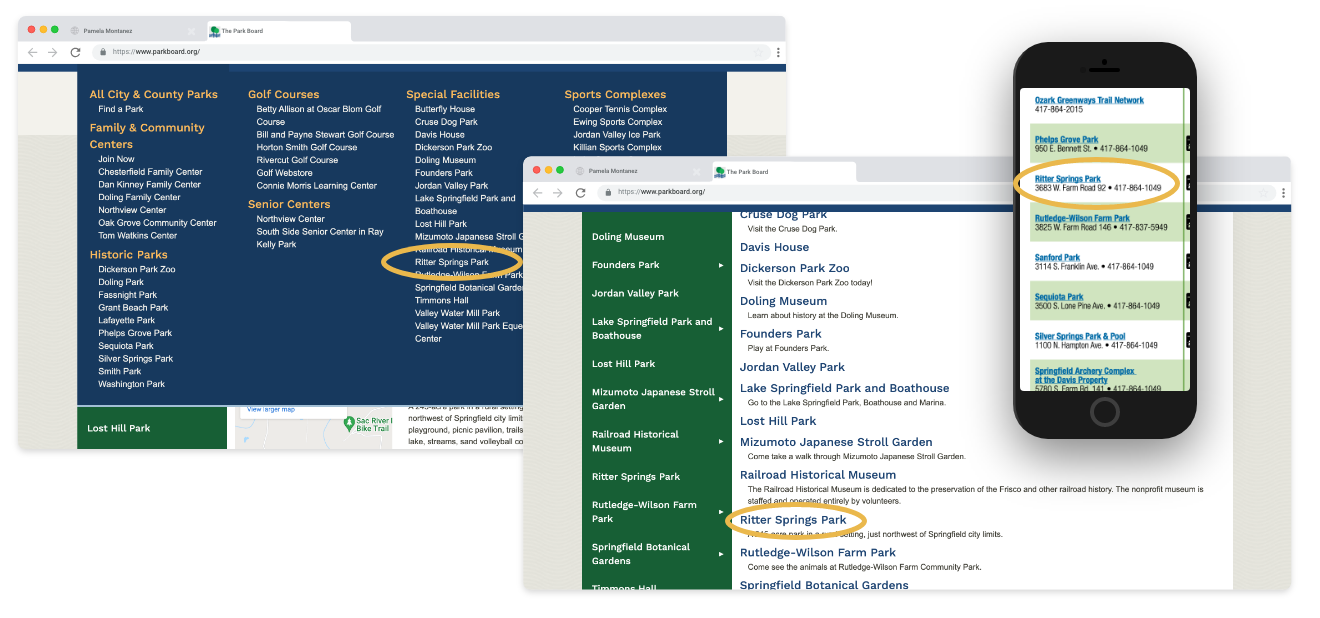 Pamela Montanez
The Park Board
https://www.parkboard.org/
All City & County Parks
Find a Park
Family & Community
Centers
Join Now
Chesterfield Family Center
Dan Kinney Family Center
Doling Family Center
Northview Center
Oak Grove Community Center
Tom Watkins Center
Historic Parks
Dickerson Park Zoo
Doling Park
Fassnight Park
Grant Beach Park
Lafayette Park
Phelps Grove Park
Sequiota Park
Silver Springs Park
Smith Park
Washington Park
Golf Courses
Betty Allison at Oscar Blom Golf
Course
Bill and Payne Stewart Golf Course
Horton Smith Golf Course
Rivercut Golf Course
Golf Webstore
Connie Morris Learning Center
Senior Centers
Northview Center
South Side Senior Center in Ray
Kelly Park
Special Facilities
Butterfly House
Cruse Dog Park
Davis House
Dickerson Park Zoo
Doling Museum
Founders Park
Jordan Valley Park
Lake Springfield Park and
Boathouse
Lost Hill Park
Mizumoto Japanese Stroll G
Railroad Historical Museum
Ritter Springs Park
Rutledge-Wilson Farm Park
Springfield Botanical Garden
Timmons Hall
Valley Water Mill Park
Valley Water Mill Park Eque
Center
Sports Complexes
Cooper Tennis Complex
Ewing Sports Complex
Jordan Valley Ice Park
Killian Sports Complex
Lost Hill Park
View larger map
Sac River
Bike Trail
A 245-acre park in a rural setting
northwest of Springfield city limit
playground, picnic pavilion, trails
lake, streams, sand volleyball co
Pamela Montanez
The Park Board
https://www.parkboard.org/
Doling Museum
Founders Park
Jordan Valley Park
Lake Springfield Park and
Boathouse
Lost Hill Park
Mizumoto Japanese Stroll
Garden
Railroad Historical
Museum
Ritter Springs Park
Rutledge-Wilson Farm
Park
Springfield Botanical
Gardens
Timmons Hall
Cruse Dog Park
Visit the Cruse Dog Park.
Davis House
Dickerson Park Zoo
Visit the Dickerson Park Zoo today!
Doling Museum
Learn about history at the Doling Museum.
Founders Park
Play at Founders Park.
Jordan Valley Park
Lake Springfield Park and Boathouse
Go to the Lake Springfield Park, Boathouse and Marina.
Lost Hill Park
Mizumoto Japanese Stroll Garden
Come take a walk through Mizumoto Japanese Stroll Garden.
Railroad Historical Museum
The Railroad Historical Museum is dedicated to the preservation of the Frisco and other railroad history. The nonprofit museum is
staffed and operated entirely by volunteers.
Ritter Springs Park
A 245-acre park in a rural setting, just northwest of Springfield city limits.
Rutledge-Wilson Farm Park
Come see the animals at Rutledge-Wilson Farm Community Park.
Springfield Botanical Gardens
Ozark Greenways Trail Network
417-864-2015
Phelps Grove Park
950 E. Bennett St. • 417-864-1049
Ritter Springs Park
3683 W. Farm Road 92 • 417-864-1049
Rutledge-Wilson Farm Park
3825 W. Farm Road 146 • 417-837-5949
Sanford Park
3114 S. Franklin Ave. • 417-864-1049
Sequiota Park
3500 S. Lone Pine Ave. • 417-864-1049
Silver Springs Park & Pool
1100 N. Hampton Ave. • 417-864-1049
Springfield Archery Complex
at the Davis Property
5780 S. Farm Rd. 141 • 417-864-1049